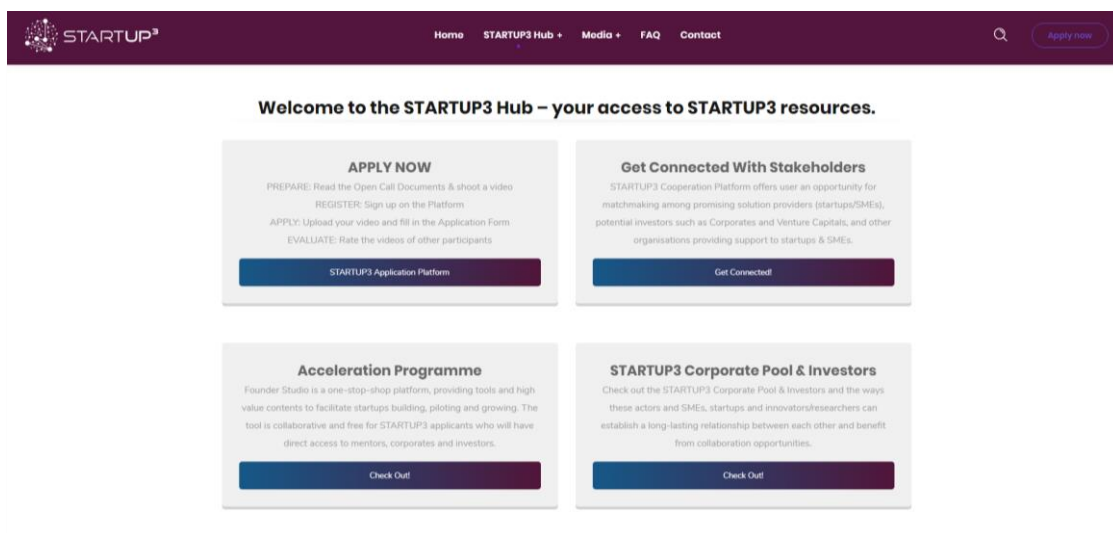 STARTUP³
Home STARTUP3 Hub + Media + FAQ Contact
Apply now
Welcome to the STARTUP3 Hub – your access to STARTUP3 resources.
APPLY NOW
PREPARE: Read the Open Call Documents & shoot a video
REGISTER: Sign up on the Platform
APPLY: Upload your video and fill in the Application Form
EVALUATE: Rate the videos of other participants
STARTUP3 Application Platform
Get Connected With Stakeholders
STARTUP3 Cooperation Platform offers user an opportunity for
matchmaking among promising solution providers (startups/SMEs),
potential investors such as Corporates and Venture Capitals, and other
organisations providing support to startups & SMEs.
Get Connected!
Acceleration Programme
Founder Studio is a one-stop-shop platform, providing tools and high
value contents to facilitate startups building, piloting and growing. The
tool is collaborative and free for STARTUP3 applicants who will have
direct access to mentors, corporates and investors.
Check Out!
STARTUP3 Corporate Pool & Investors
Check out the STARTUP3 Corporate Pool & Investors and the ways
these actors and SMEs, startups and innovators/researchers can
establish a long-lasting relationship between each other and benefit
from collaboration opportunities.
Check Out!